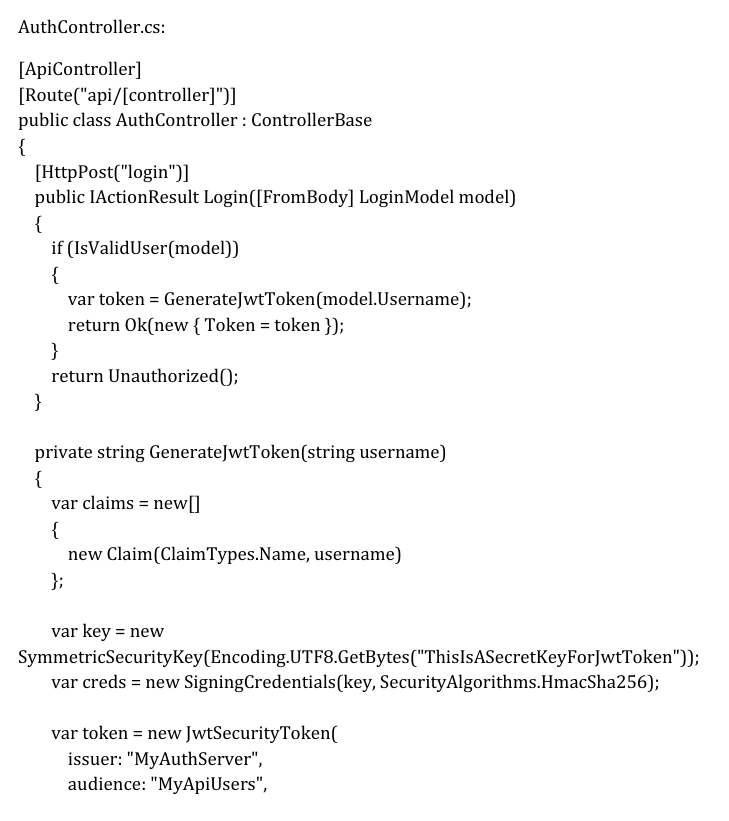 AuthController.cs:
[ApiController]
[Route("api/[controller]")]
public class AuthController : ControllerBase
{
[HttpPost("login")]
public IActionResult Login([FromBody] LoginModel model)
{
if (IsValidUser(model))
{
var token = GenerateJwtToken(model.Username);
return Ok(new { Token = token });
}
return Unauthorized();
}
private string GenerateJwtToken(string username)
{
var claims = new[]
{
new Claim(ClaimTypes.Name, username)
};
var key = new
SymmetricSecurityKey(Encoding.UTF8.GetBytes("ThisIsASecretKeyForJwtToken"));
var creds = new SigningCredentials(key, SecurityAlgorithms.HmacSha256);
var token = new JwtSecurityToken(
issuer: "MyAuthServer",
audience: "MyApiUsers",